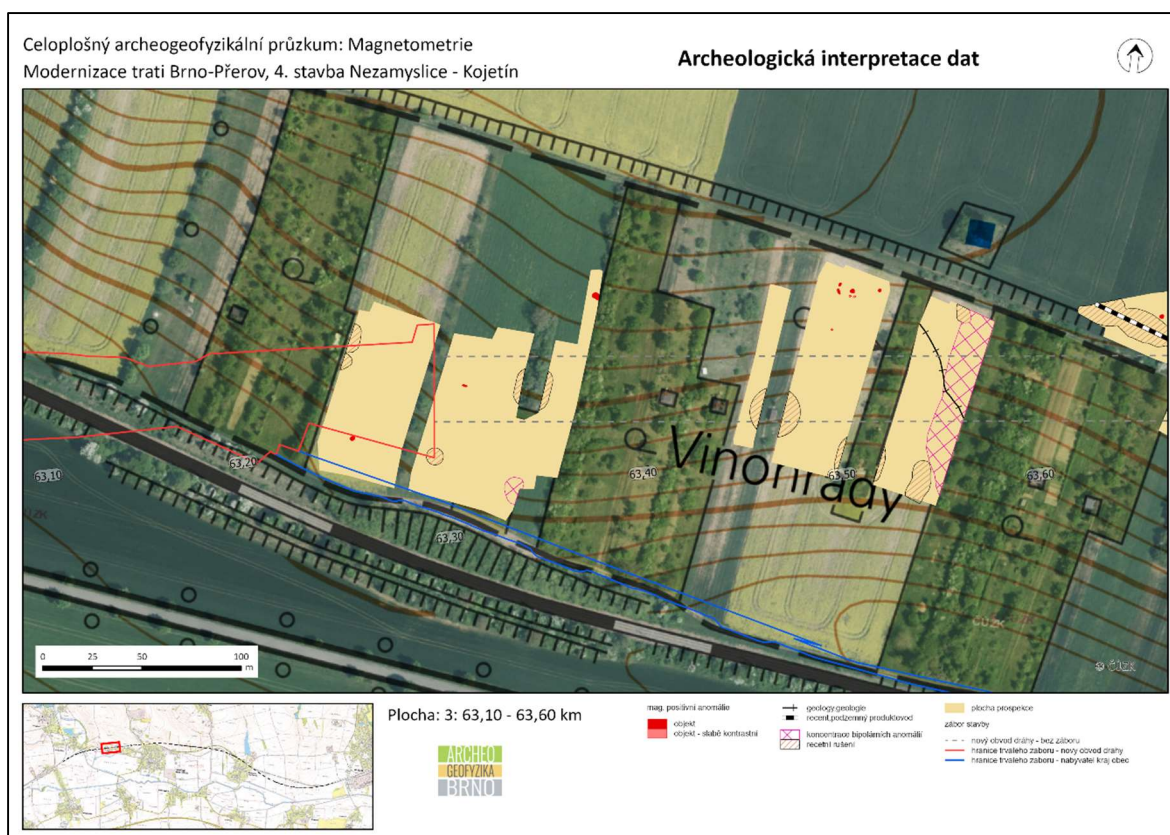 Celoplošný archeogeofyzikální průzkum: Magnetometrie
Modernizace trati Brno-Přerov, 4. stavba Nezamyslice - Kojetín
Archeologická interpretace dat
Vinohrady
63,10
63,20
63,30
63,40
63,50
63,60
ČÚZK
© ČÚZK
0 25 50 100
m
Plocha: 3: 63,10 - 63,60 km
ARCHEO
GEOFYZIKA
BRNO
mag. positivní anomálie
objekt
objekt - slabě kontrastní
geology.geologie
recent.podzemný produktovod
koncentrace bipolárních anomálií
recetní rušení
plocha prospekce
zábor stavby
nový obvod dráhy - bez záboru
hranice trvalého záboru - nový obvod dráhy
hranice trvalého záboru - nabyvatel kraj obec